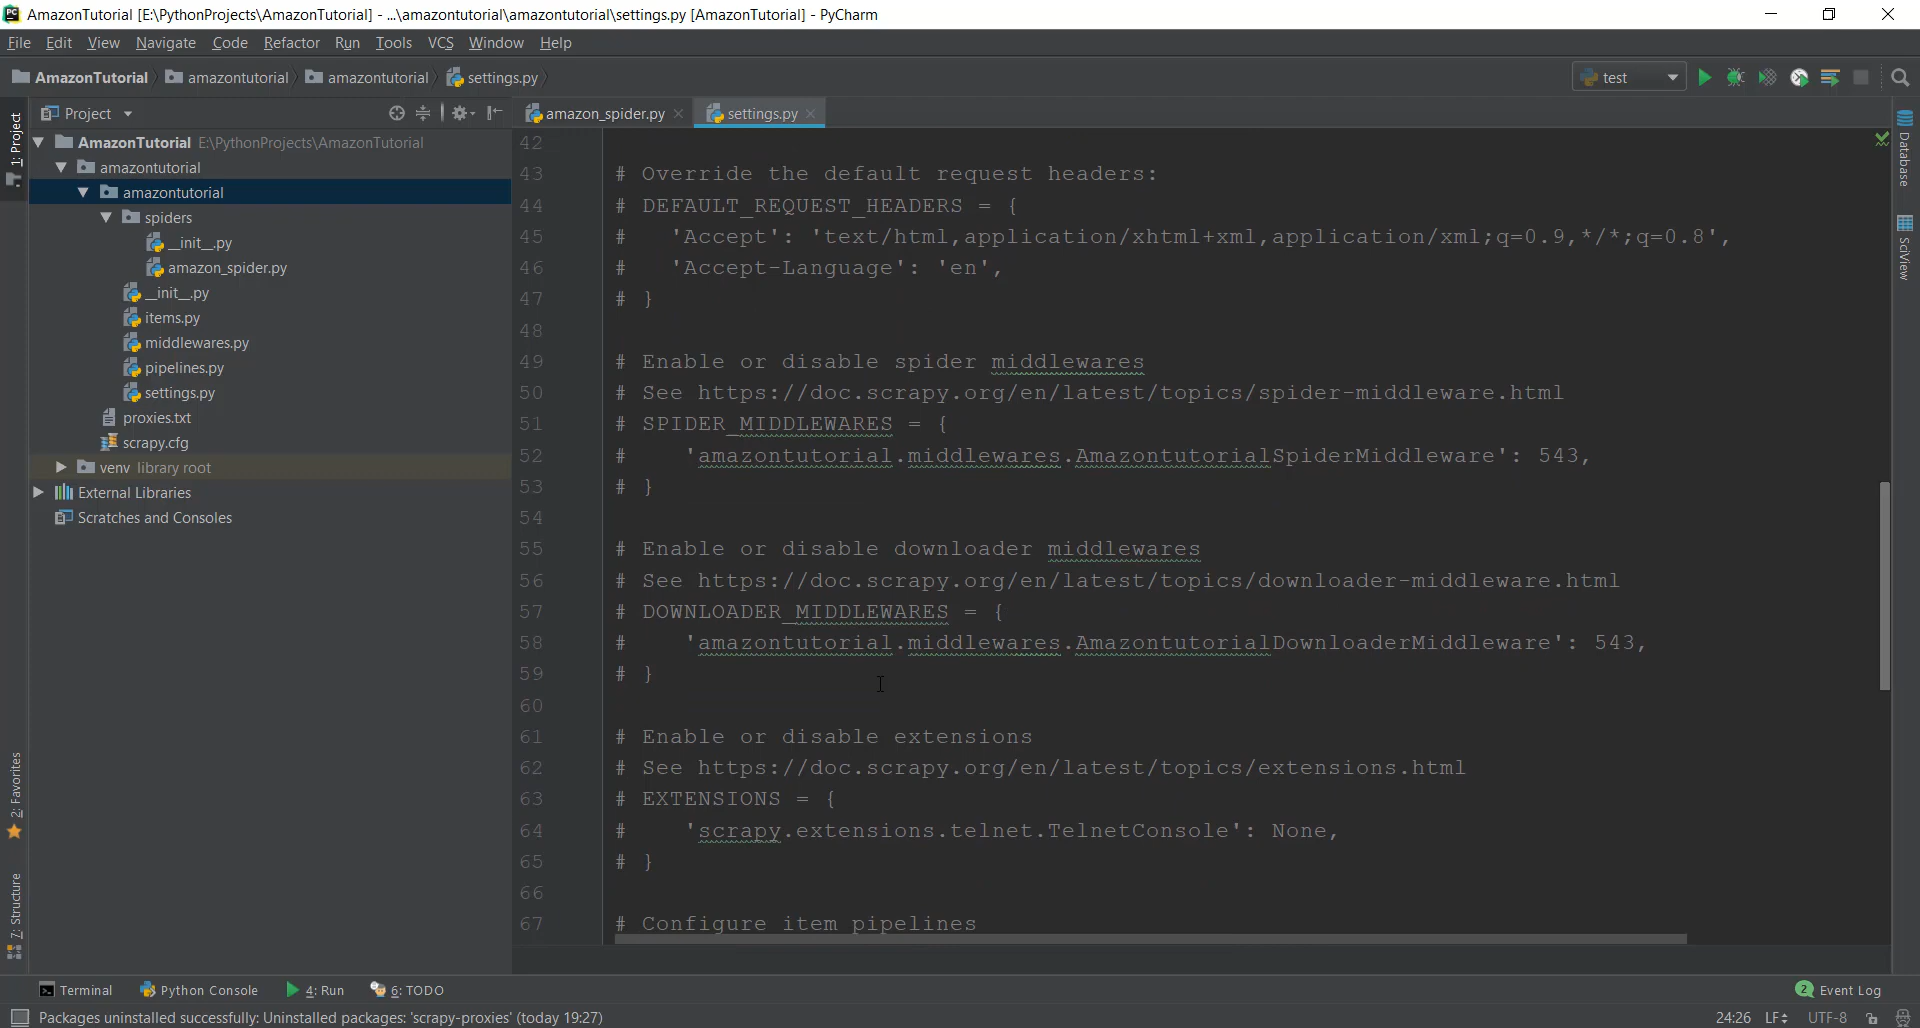 AmazonTutorial [E:\PythonProjects\AmazonTutorial] - ...\amazontutorial\amazontutorial\settings.py [AmazonTutorial] - PyCharm
File Edit View Navigate Code Refactor Run Tools VCS Window Help
AmazonTutorial amazontutorial amazontutorial settings.py
test
1: Project
Project
amazon_spider.py
settings.py
AmazonTutorial E:\PythonProjects\AmazonTutorial
amazontutorial
amazontutorial
spiders
__init__.py
amazon_spider.py
__init__.py
items.py
middlewares.py
pipelines.py
settings.py
proxies.txt
scrapy.cfg
venv library root
External Libraries
Scratches and Consoles
42
43 # Override the default request headers:
44 # DEFAULT_REQUEST_HEADERS = {
45 #   'Accept': 'text/html,application/xhtml+xml,application/xml;q=0.9,*/*;q=0.8',
46 #   'Accept-Language': 'en',
47 # }
48
49 # Enable or disable spider middlewares
50 # See https://doc.scrapy.org/en/latest/topics/spider-middleware.html
51 # SPIDER_MIDDLEWARES = {
52 #    'amazontutorial.middlewares.AmazontutorialSpiderMiddleware': 543,
53 # }
54
55 # Enable or disable downloader middlewares
56 # See https://doc.scrapy.org/en/latest/topics/downloader-middleware.html
57 # DOWNLOADER_MIDDLEWARES = {
58 #    'amazontutorial.middlewares.AmazontutorialDownloaderMiddleware': 543,
59 # }
60
61 # Enable or disable extensions
62 # See https://doc.scrapy.org/en/latest/topics/extensions.html
63 # EXTENSIONS = {
64 #    'scrapy.extensions.telnet.TelnetConsole': None,
65 # }
66
67 # Configure item pipelines
Database
SciView
2: Favorites
7: Structure
Terminal Python Console 4: Run 6: TODO
2 Event Log
Packages uninstalled successfully: Uninstalled packages: 'scrapy-proxies' (today 19:27)
24:26 LF UTF-8